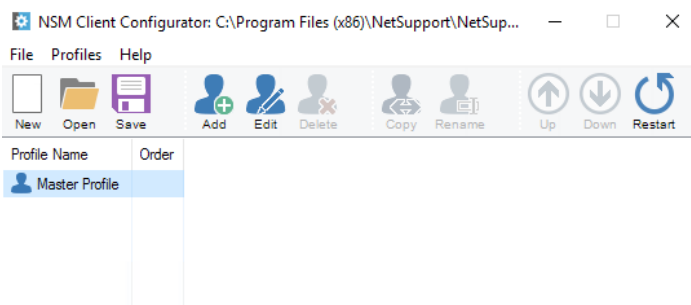 NSM Client Configurator: C:\Program Files (x86)\NetSupport\NetSup...
File Profiles Help
New Open Save Add Edit Delete Copy Rename Up Down Restart
Profile Name Order
Master Profile